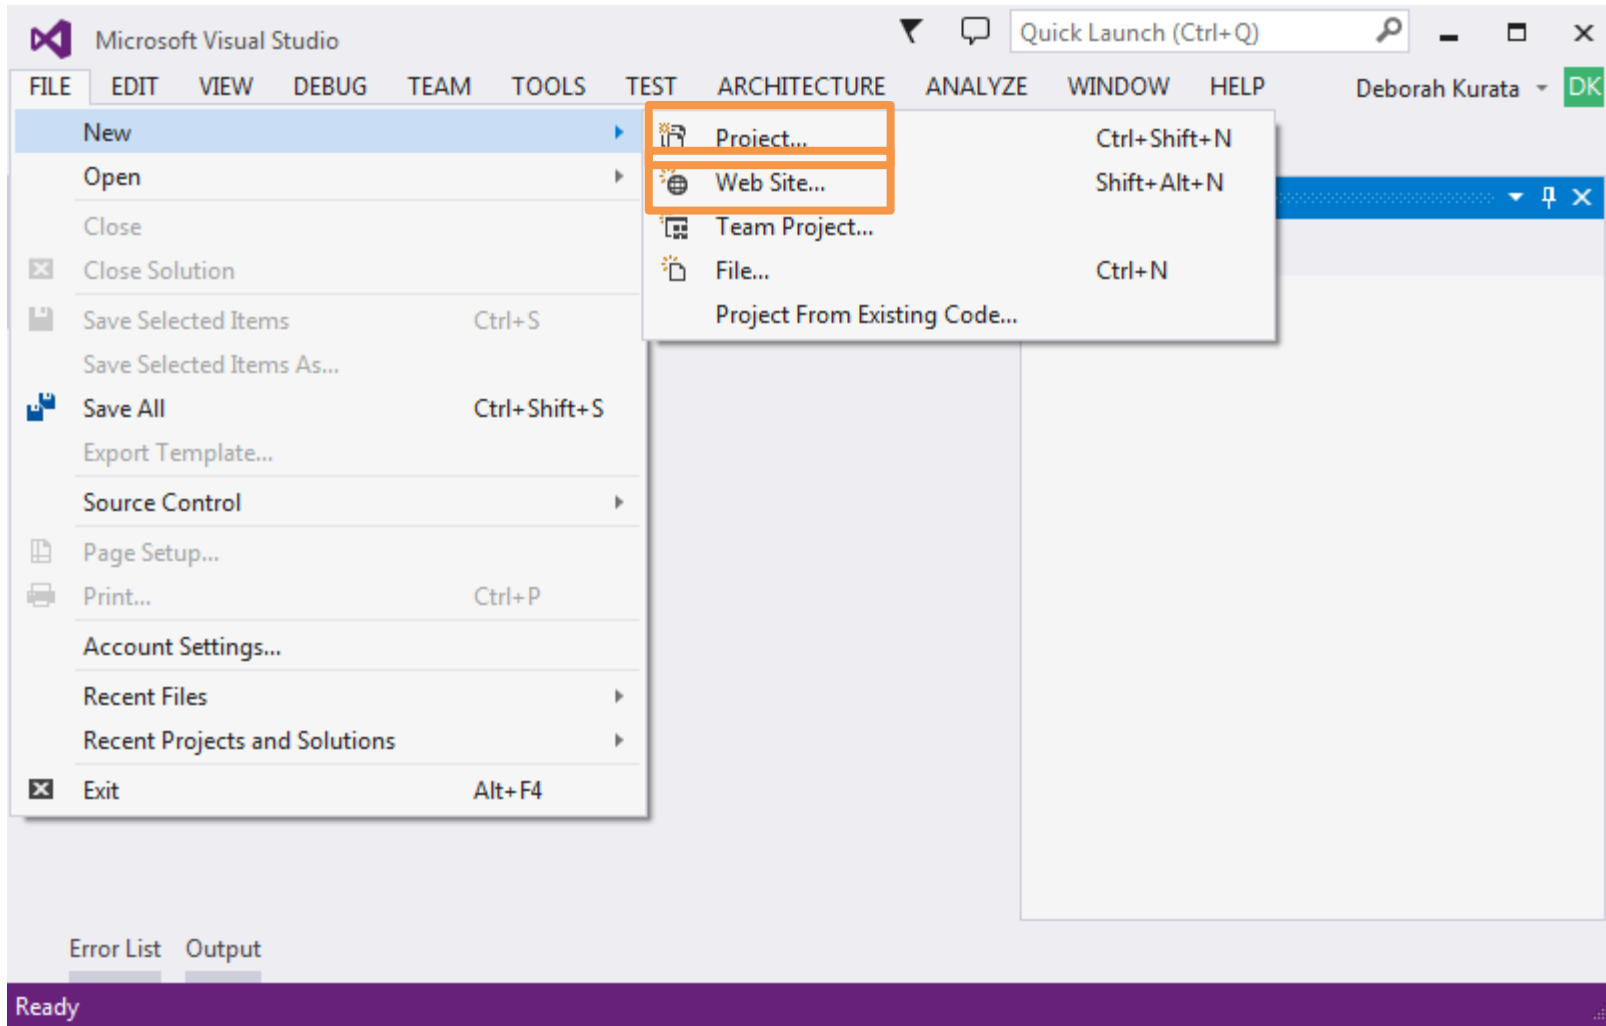 Microsoft Visual Studio
Quick Launch (Ctrl+Q)
FILE EDIT VIEW DEBUG TEAM TOOLS TEST ARCHITECTURE ANALYZE WINDOW HELP Deborah Kurata DK
New
Open
Close
Close Solution
Save Selected Items Ctrl+S
Save Selected Items As...
Save All Ctrl+Shift+S
Export Template...
Source Control
Page Setup...
Print... Ctrl+P
Account Settings...
Recent Files
Recent Projects and Solutions
Exit Alt+F4
Project... Ctrl+Shift+N
Web Site... Shift+Alt+N
Team Project...
File... Ctrl+N
Project From Existing Code...
Error List Output
Ready